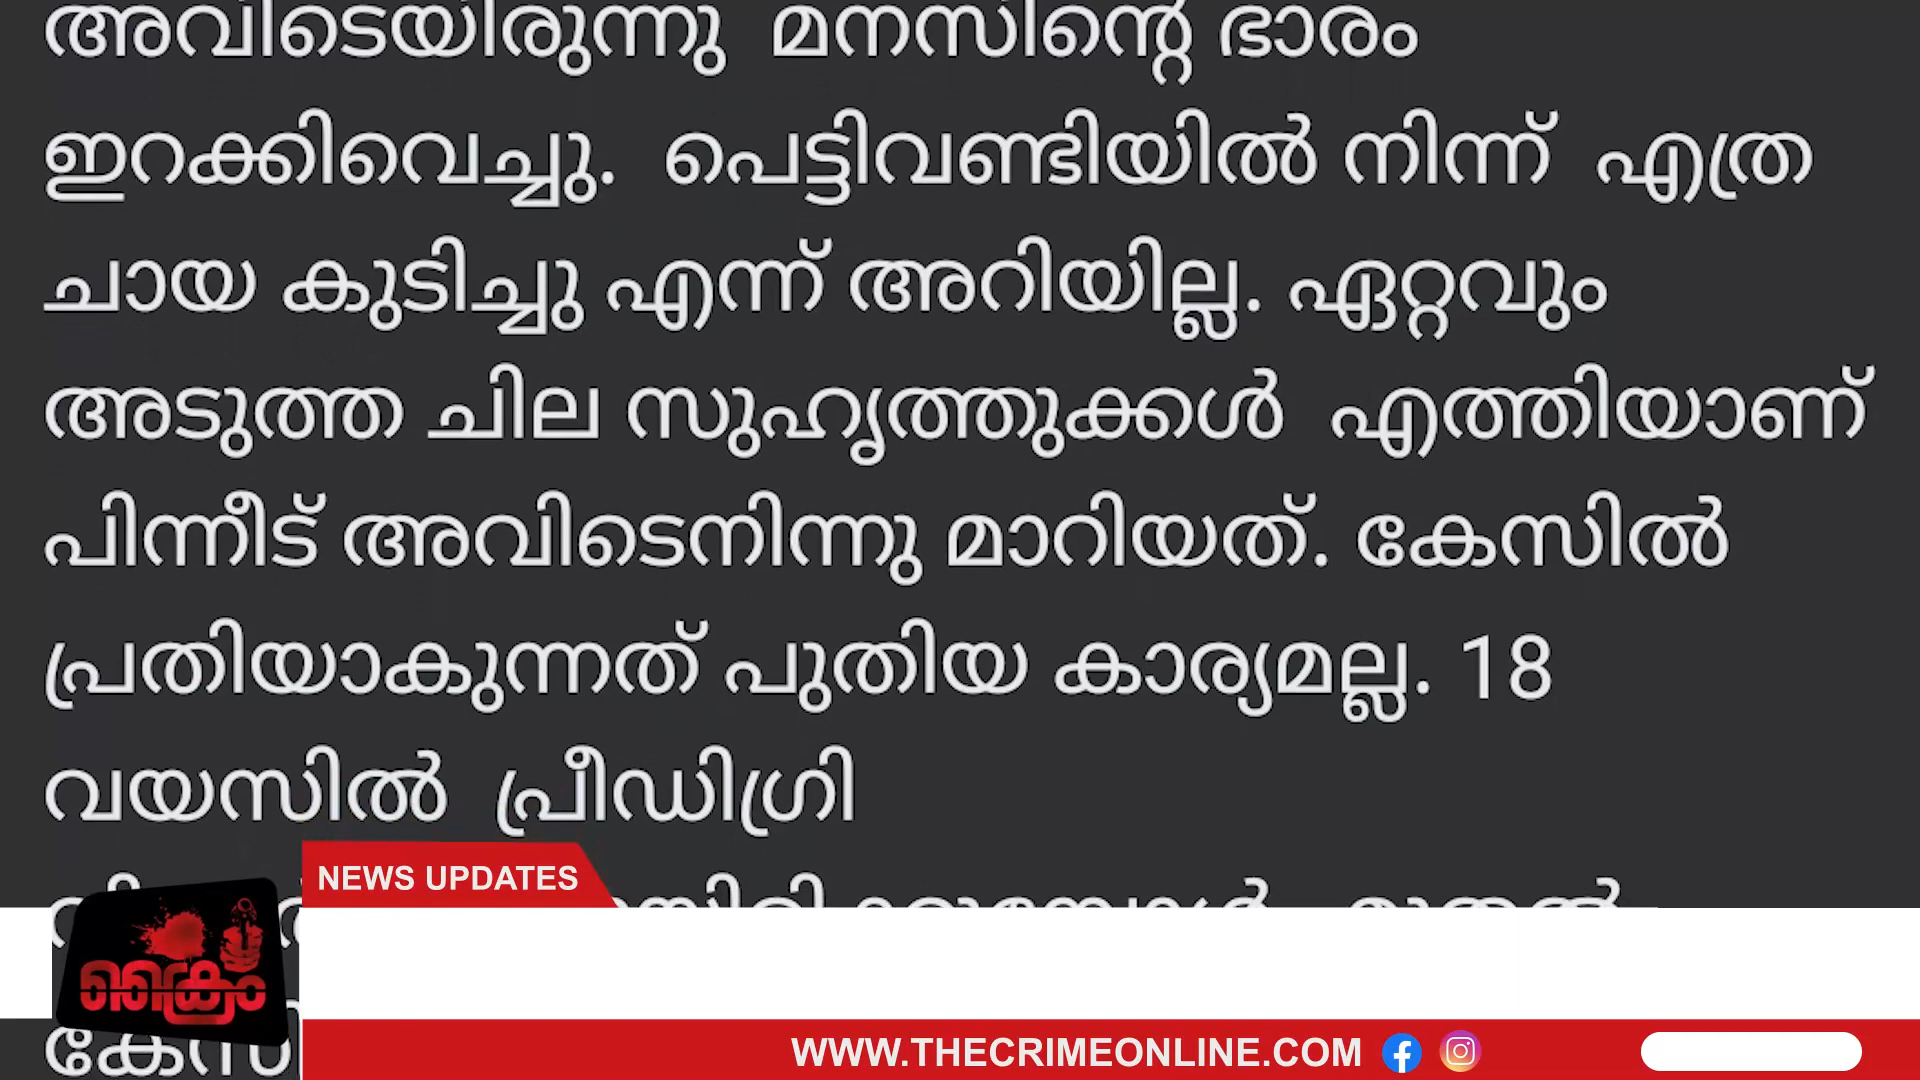 അവിടെയിരുന്നു മനസിന്റെ ഭാരം
ഇറക്കിവെച്ചു. പെട്ടിവണ്ടിയിൽ നിന്ന് എത്ര
ചായ കുടിച്ചു എന്ന് അറിയില്ല. ഏറ്റവും
അടുത്ത ചില സുഹൃത്തുക്കൾ എത്തിയാണ്
പിന്നീട് അവിടെനിന്നു മാറിയത്. കേസിൽ
പ്രതിയാകുന്നത് പുതിയ കാര്യമല്ല. 18
വയസിൽ പ്രീഡിഗ്രി
NEWS UPDATES
ക്രൈം
WWW.THECRIMEONLINE.COM